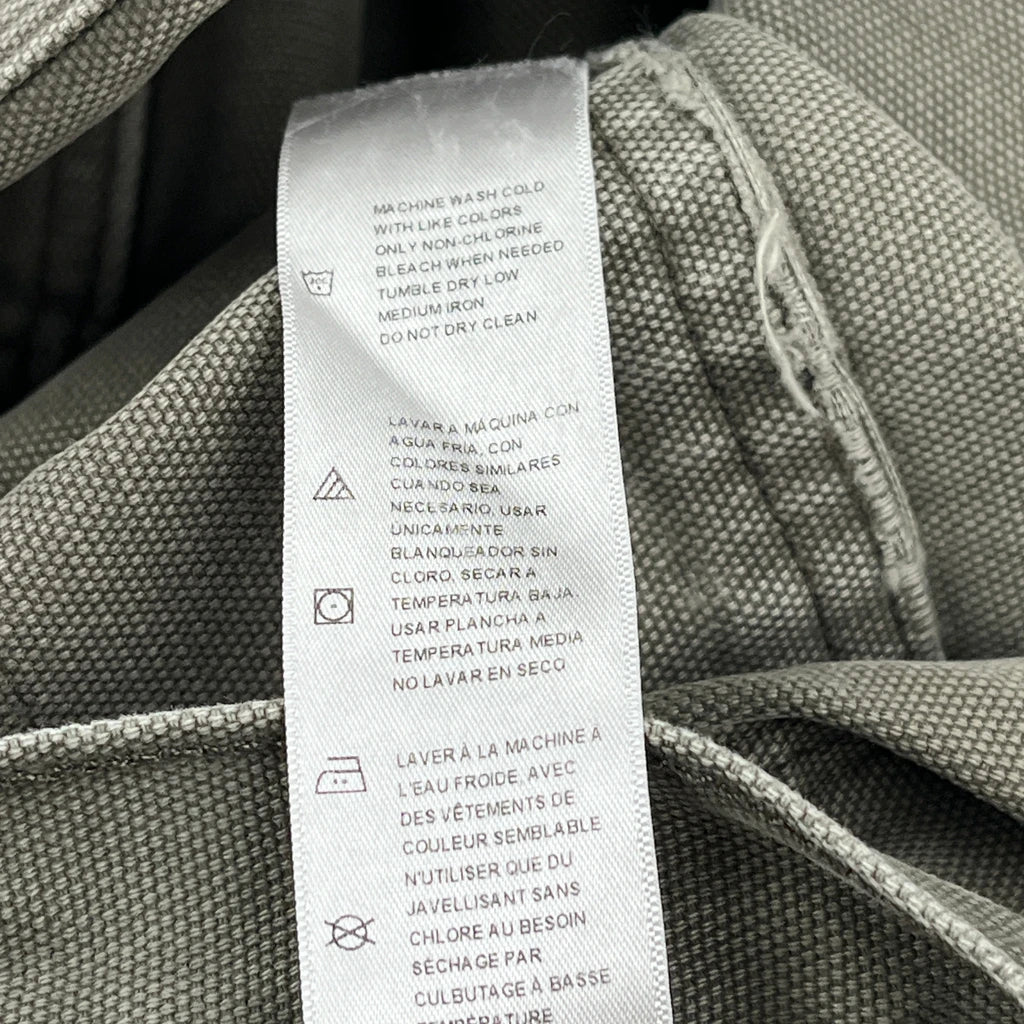 MACHINE WASH COLD
WITH LIKE COLORS
ONLY NON-CHLORINE
BLEACH WHEN NEEDED
TUMBLE DRY LOW
MEDIUM IRON
DO NOT DRY CLEAN
LAVAR A MÁQUINA CON
AGUA FRIA, CON
COLORES SIMILARES
CUANDO SEA
NECESARIO, USAR
UNICAMENTE
BLANQUEADOR SIN
CLORO, SECAR A
TEMPERATURA BAJA.
USAR PLANCHA A
TEMPERATURA MEDIA
NO LAVAR EN SECO
LAVER À LA MACHINE A
L'EAU FROIDE, AVEC
DES VÊTEMENTS DE
COULEUR SEMBLABLE
N'UTILISER QUE DU
JAVELLISANT SANS
CHLORE AU BESOIN
SÉCHAGE PAR
CULBUTAGE À BASSE
TEMPÉRATURE